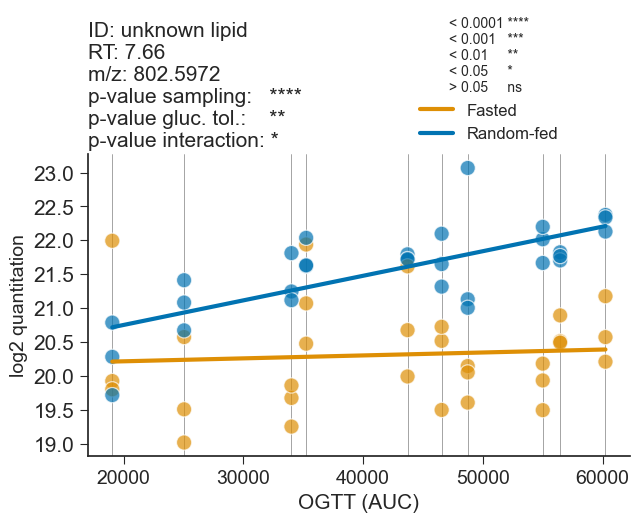 ID: unknown lipid
RT: 7.66
m/z: 802.5972
p-value sampling: ****
p-value gluc. tol.: **
p-value interaction: *
< 0.0001 ****
< 0.001 ***
< 0.01 **
< 0.05 *
> 0.05 ns
Fasted
Random-fed
23.0
22.5
22.0
21.5
21.0
20.5
20.0
19.5
19.0
log2 quantitation
20000 30000 40000 50000 60000
OGTT (AUC)